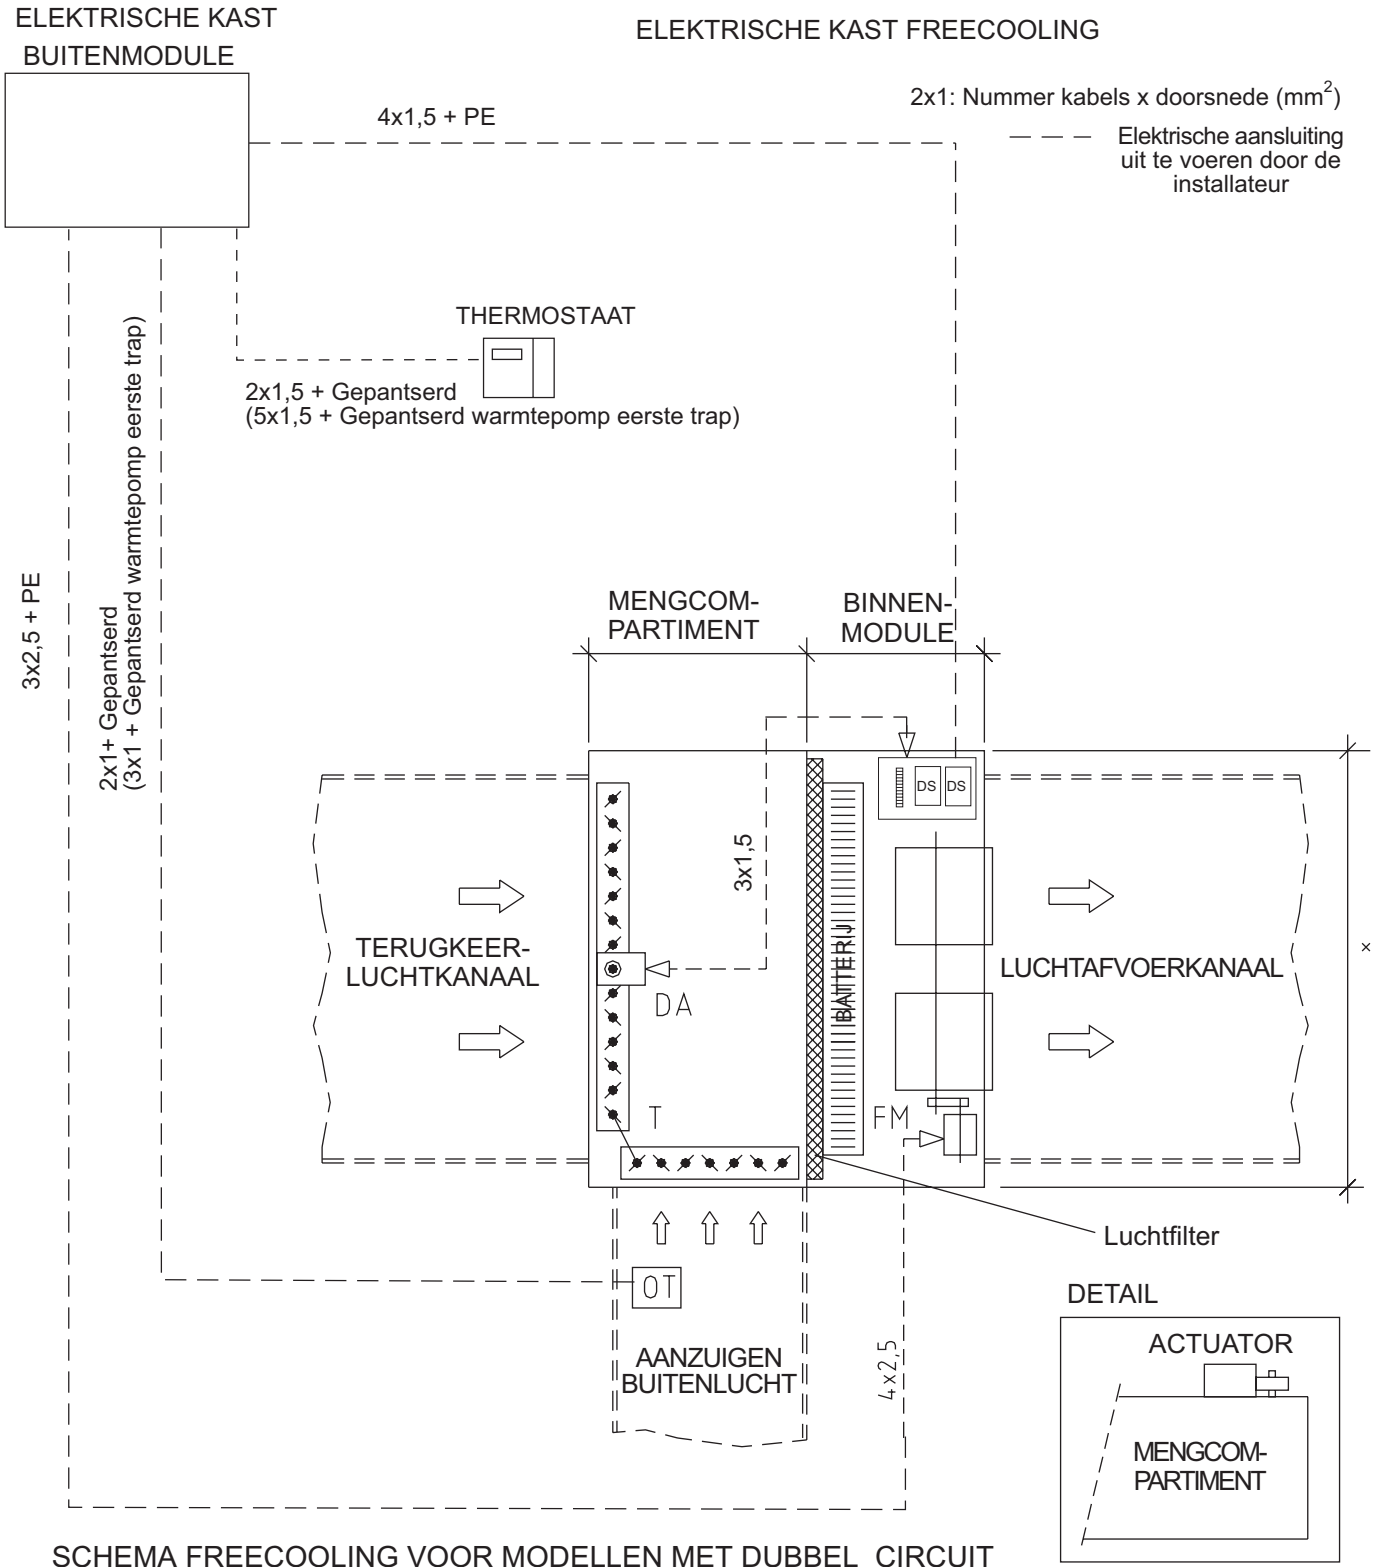 ELEKTRISCHE KAST
BUITENMODULE
ELEKTRISCHE KAST FREECOOLING
2x1: Nummer kabels x doorsnede (mm²)
Elektrische aansluiting
uit te voeren door de
installateur
4x1,5 + PE
THERMOSTAAT
2x1,5 + Gepantserd
(5x1,5 + Gepantserd warmtepomp eerste trap)
3x2,5 + PE
2x1+ Gepantserd
(3x1 + Gepantserd warmtepomp eerste trap)
MENGCOM-
PARTIMENT
BINNEN-
MODULE
DS DS
3x1,5
BATTERIJ
TERUGKEER-
LUCHTKANAAL
DA
LUCHTAFVOERKANAAL
x
T
FM
Luchtfilter
OT
AANZUIGEN
BUITENLUCHT
4x2,5
DETAIL
ACTUATOR
MENGCOM-
PARTIMENT
SCHEMA FREECOOLING VOOR MODELLEN MET DUBBEL CIRCUIT